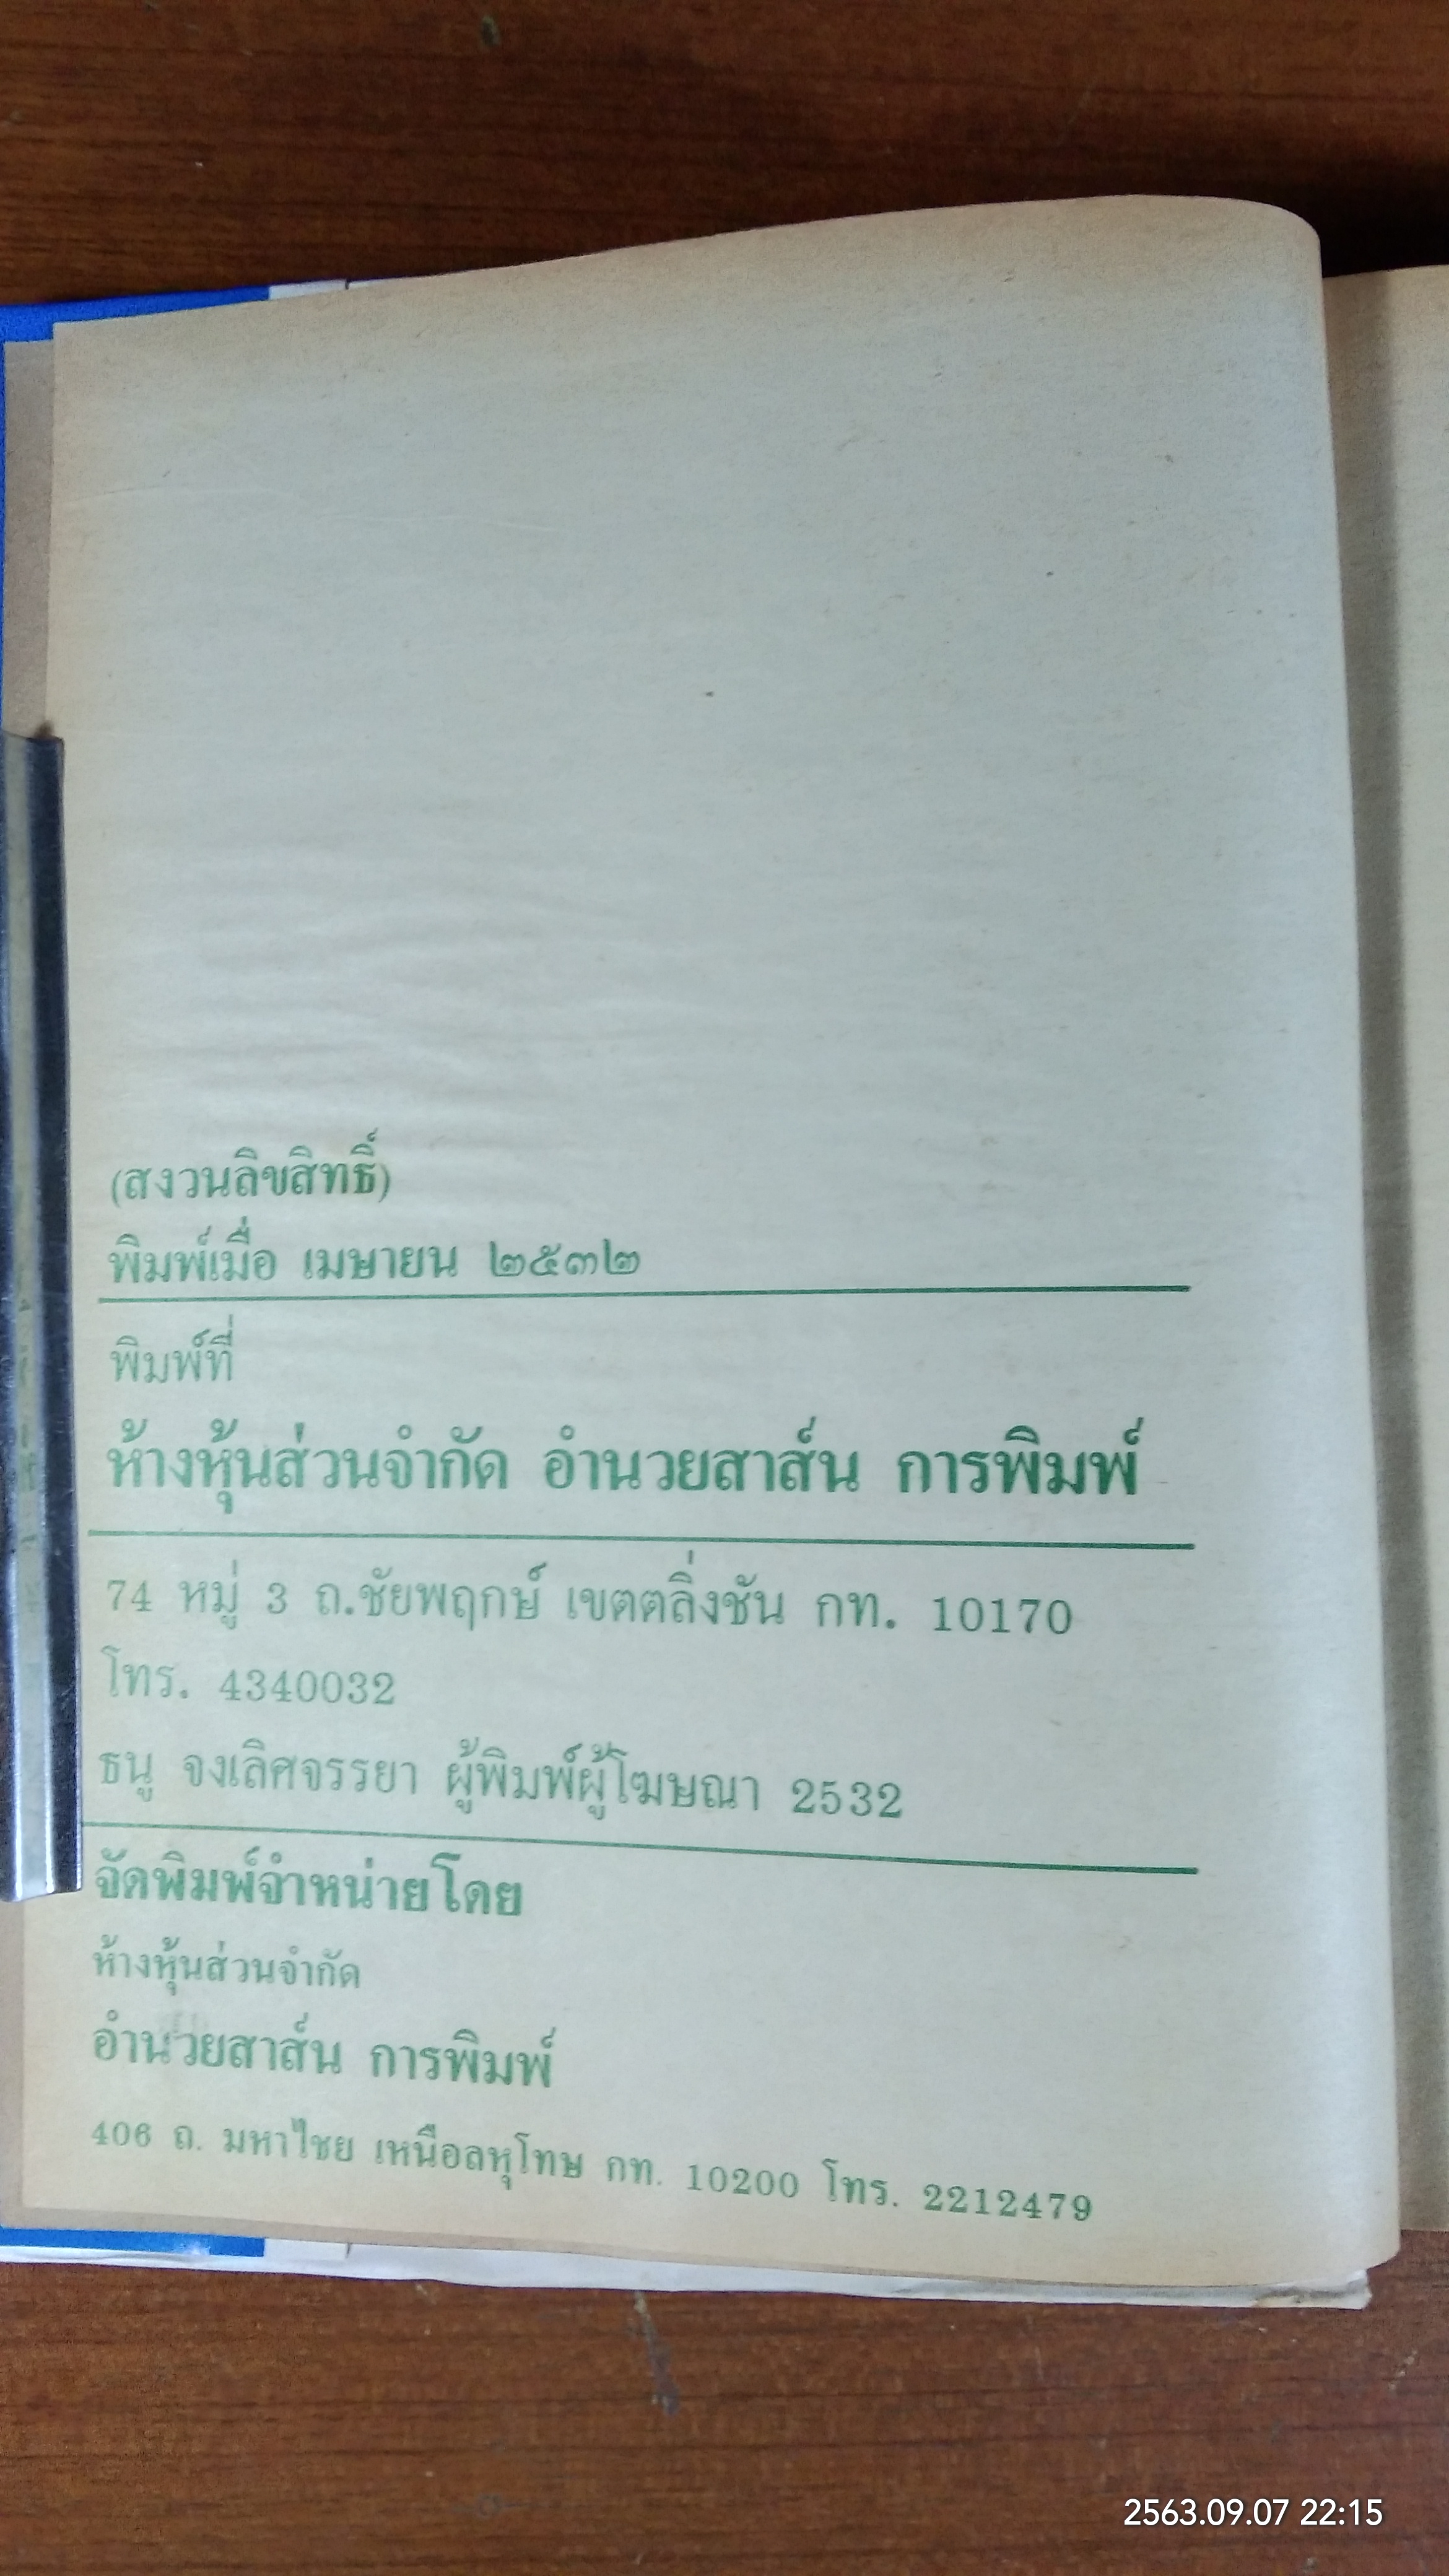 (สงวนลิขสิทธิ์)
พิมพ์เมื่อ เมษายน ๒๕๓๒
พิมพ์ที่
ห้างหุ้นส่วนจำกัด อำนวยสาส์น การพิมพ์
74 หมู่ 3 ถ.ชัยพฤกษ์ เขตตลิ่งชัน กท. 10170
โทร. 4340032
ธนู จงเลิศจรรยา ผู้พิมพ์ผู้โฆษณา 2532
จัดพิมพ์จำหน่ายโดย
ห้างหุ้นส่วนจำกัด
อำนวยสาส์น การพิมพ์
406 ถ. มหาไชย เหนือลหุโทษ กท. 10200 โทร. 2212479
2563.09.07 22:15